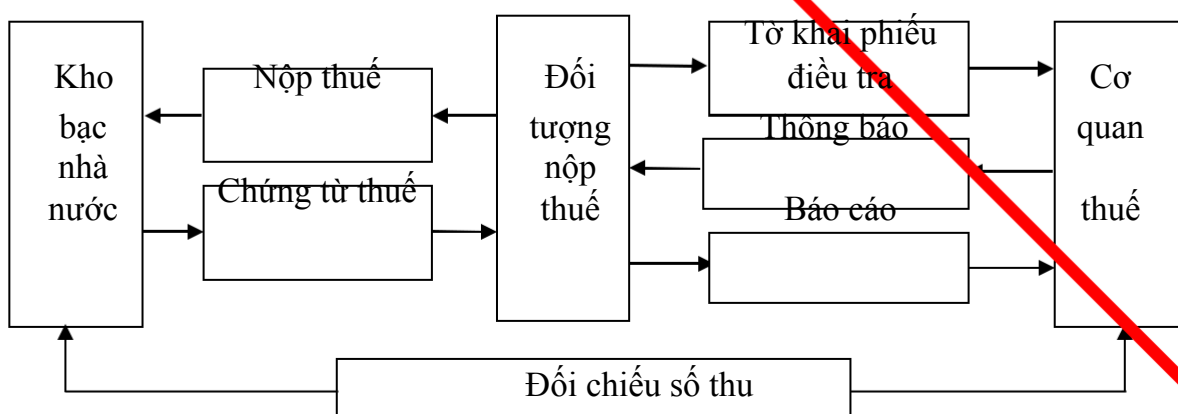 Kho
bạc
nhà
nước
Nộp thuế
Chứng từ thuế
Đối
tượng
nộp
thuế
Tờ khai phiếu
điều tra
Thông báo
Báo cáo
Cơ
quan
thuế
Đối chiếu số thu